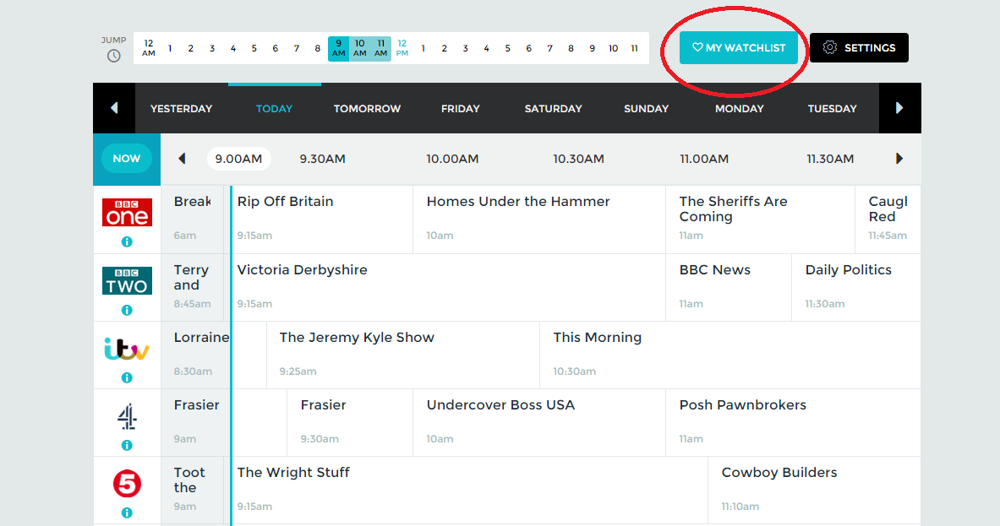 JUMP
12 AM 1 2 3 4 5 6 7 8 9 AM 10 AM 11 AM 12 PM 1 2 3 4 5 6 7 8 9 10 11
MY WATCHLIST
SETTINGS
YESTERDAY TODAY TOMORROW FRIDAY SATURDAY SUNDAY MONDAY TUESDAY
NOW 9.00AM 9.30AM 10.00AM 10.30AM 11.00AM 11.30AM
BBC
one
Break
6am
Rip Off Britain
9:15am
Homes Under the Hammer
10am
The Sheriffs Are
Coming
11am
Caugl
Red
11:45am
BBC
TWO
Terry
and
8:45am
Victoria Derbyshire
9:15am
BBC News
11am
Daily Politics
11:30am
itv
Lorraine
8:30am
The Jeremy Kyle Show
9:25am
This Morning
10:30am
4
Frasier
9am
Frasier
9:30am
Undercover Boss USA
10am
Posh Pawnbrokers
11am
5
Toot
the
9am
The Wright Stuff
9:15am
Cowboy Builders
11:10am